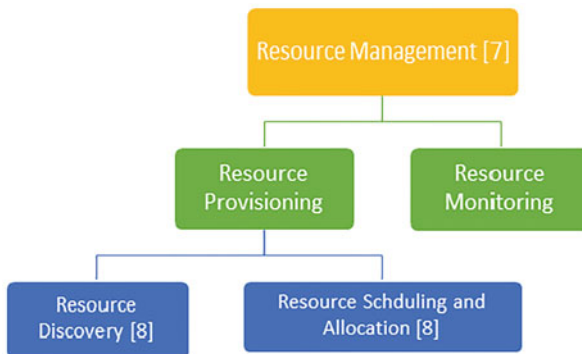 Resource Management [7]
Resource
Provisioning
Resource
Monitoring
Resource
Discovery [8]
Resource Schduling and
Allocation [8]